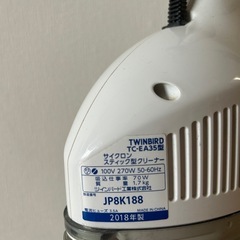 TWINBIRD
TC-EA35型
サイクロン
スティック型クリーナー
100V 270W 50-60Hz
吸込仕事率 70W
質量 1.7kg
ツインバード工業株式会社
JP8K188
2018年製